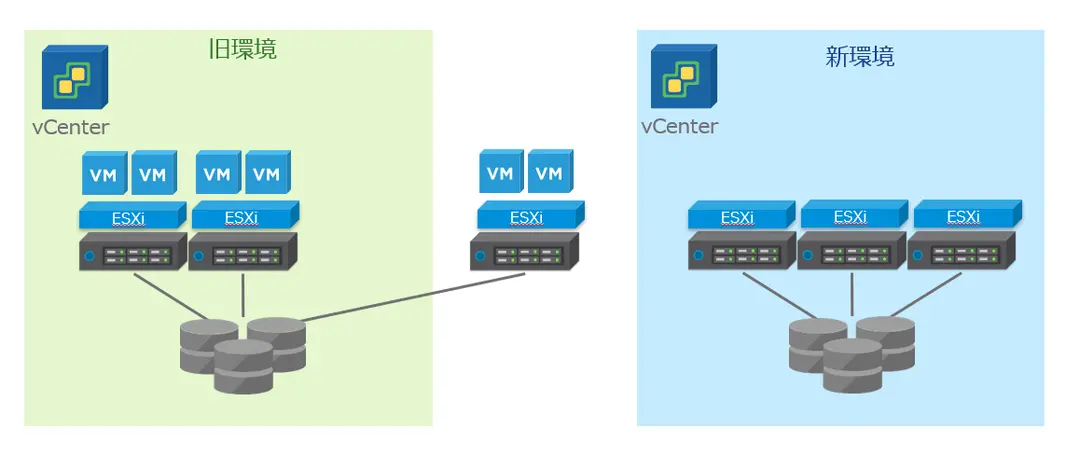 旧環境
新環境
vCenter
vCenter
VM VM VM VM VM VM
ESXi ESXi ESXi ESXi ESXi ESXi